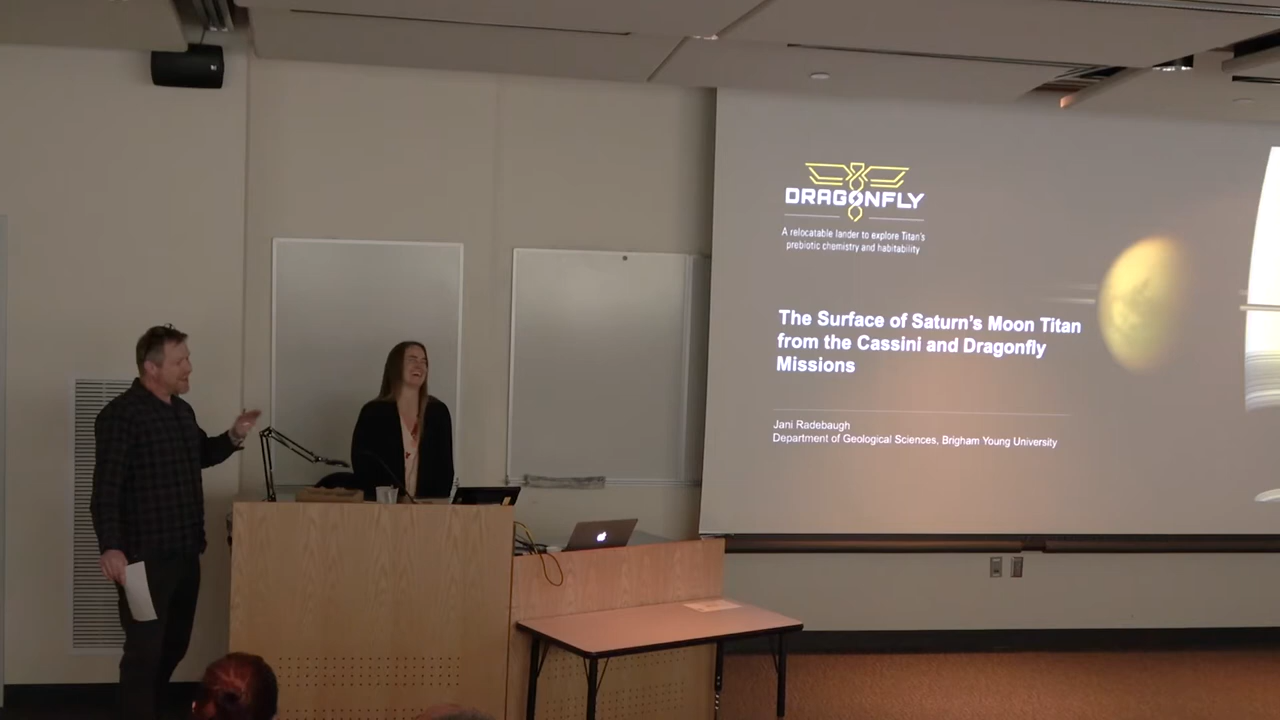 DRAGONFLY
A relocatable lander to explore Titan's
prebiotic chemistry and habitability
The Surface of Saturn's Moon Titan
from the Cassini and Dragonfly
Missions
Jani Radebaugh
Department of Geological Sciences, Brigham Young University